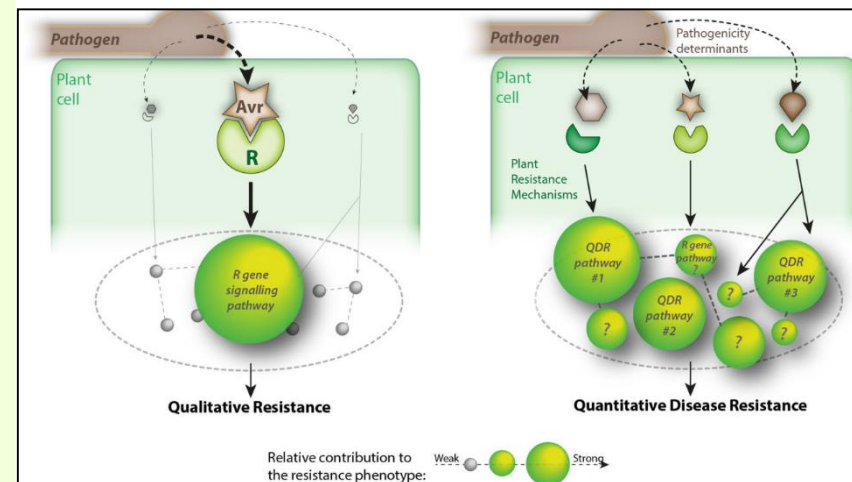 Pathogen
Plant
cell
Avr
R
R gene
signalling
pathway
Qualitative Resistance
Pathogen
Pathogenicity
determinants
Plant
cell
Plant
Resistance
Mechanisms
QDR
pathway
#1
R gene
pathway
?
QDR
pathway
#2
?
QDR
pathway
#3
?
?
?
Quantitative Disease Resistance
Relative contribution to
the resistance phenotype:
Weak
Strong